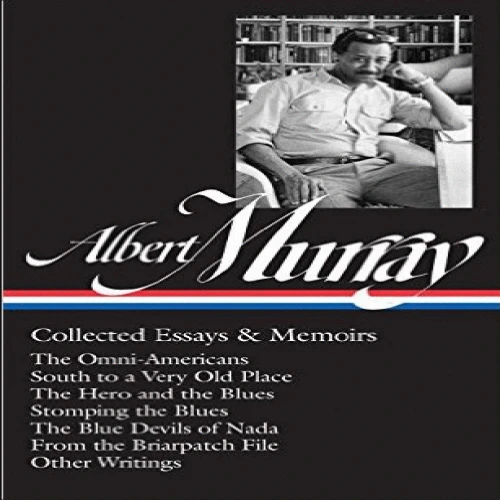 Albert Murray
Collected Essays & Memoirs
The Omni-Americans
South to a Very Old Place
The Hero and the Blues
Stomping the Blues
The Blue Devils of Nada
From the Briarpatch File
Other Writings